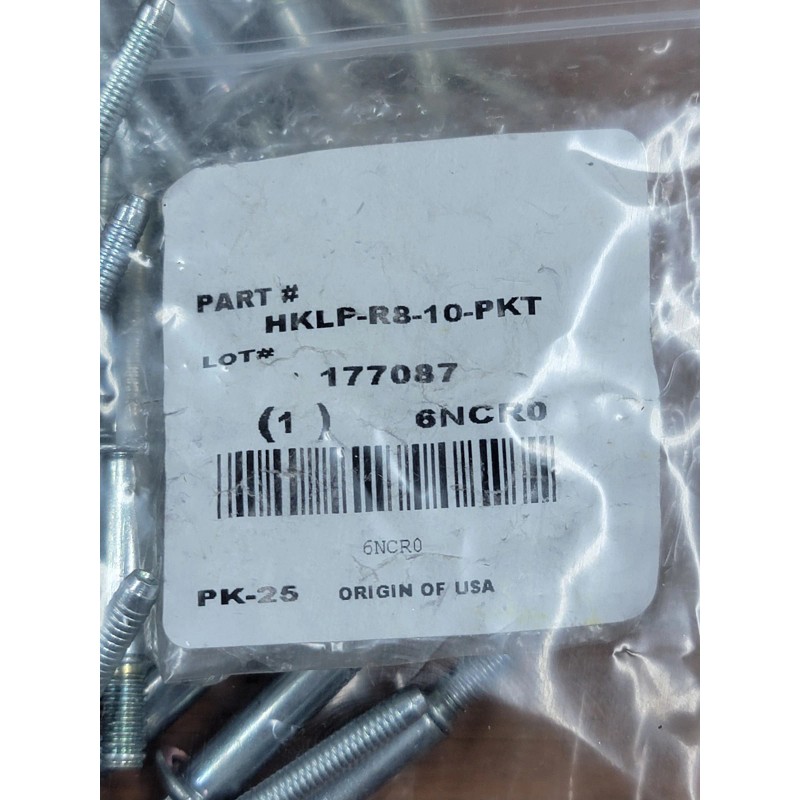 PART #
HKLP-R8-10-PKT
LOT#
177087
(1 ) 6NCR0
6NCR0
PK-25 ORIGIN OF USA